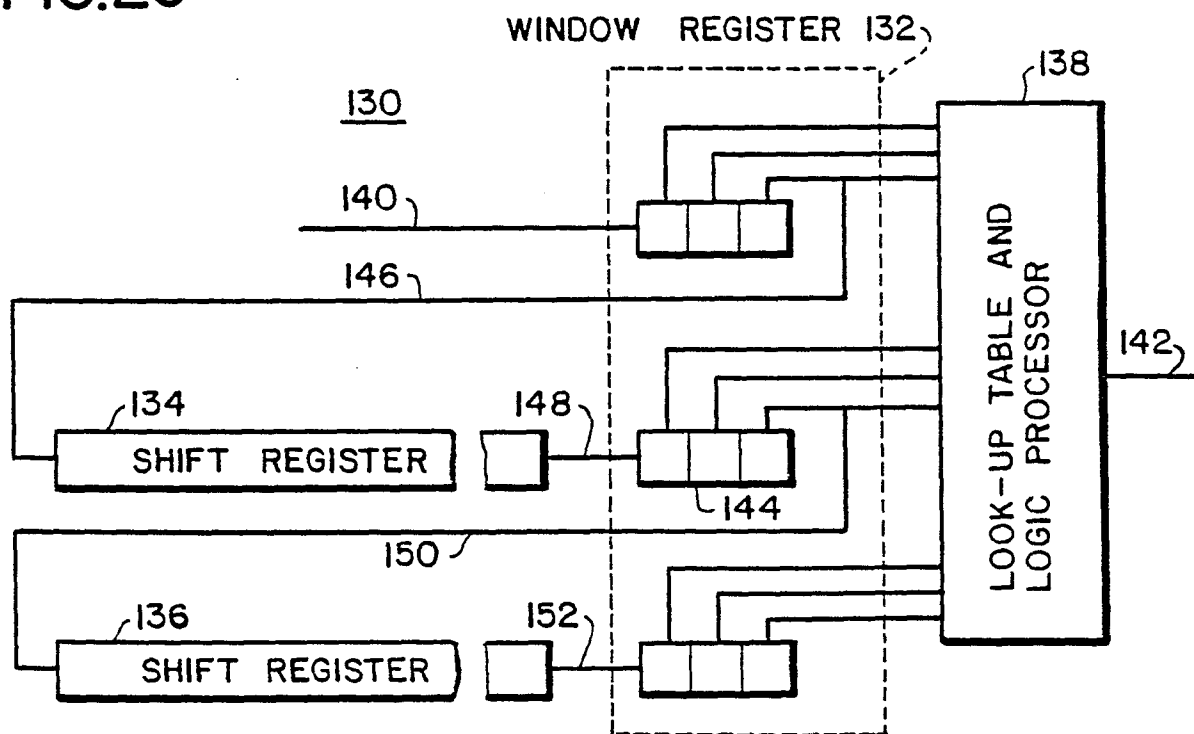 WINDOW REGISTER 132
138
130
140
146
LOOK-UP TABLE AND
LOGIC PROCESSOR
142
134
148
SHIFT REGISTER
144
150
136
152
SHIFT REGISTER